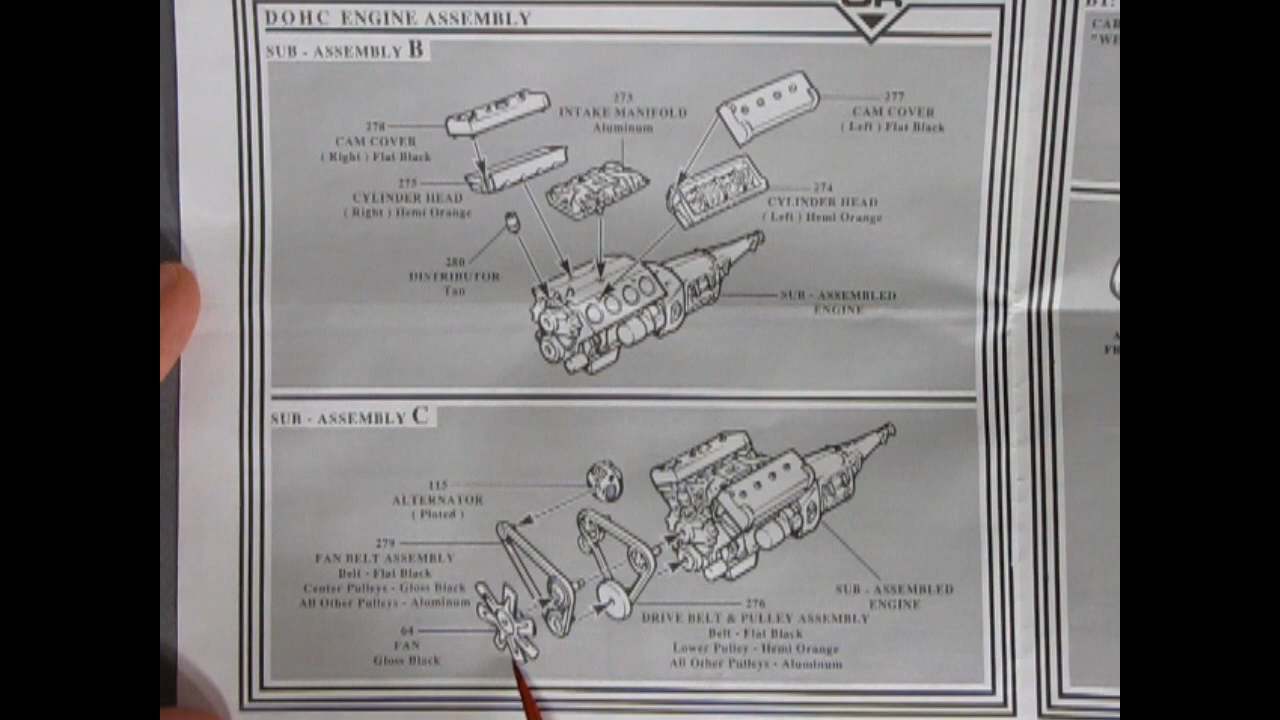 DOHC ENGINE ASSEMBLY
SUB - ASSEMBLY B
273
INTAKE MANIFOLD
Aluminum
277
CAM COVER
( Left ) Flat Black
278
CAM COVER
( Right ) Flat Black
275
CYLINDER HEAD
( Right ) Hemi Orange
274
CYLINDER HEAD
( Left ) Hemi Orange
280
DISTRIBUTOR
Tan
SUB - ASSEMBLED
ENGINE
SUB - ASSEMBLY C
115
ALTERNATOR
( Plated )
279
FAN BELT ASSEMBLY
Belt - Flat Black
Center Pulleys - Gloss Black
All Other Pulleys - Aluminum
64
FAN
Gloss Black
SUB - ASSEMBLED
ENGINE
276
DRIVE BELT & PULLEY ASSEMBLY
Belt - Flat Black
Lower Pulley - Hemi Orange
All Other Pulleys - Aluminum
CAR
"WE
FR